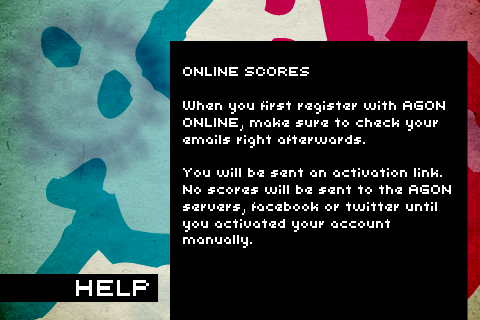 ONLINE SCORES
When you first register with AGON
ONLINE, make sure to check your
emails right afterwards.
You will be sent an activation link.
No scores will be sent to the AGON
servers, facebook or twitter until
you activated your account
manually.
HELP